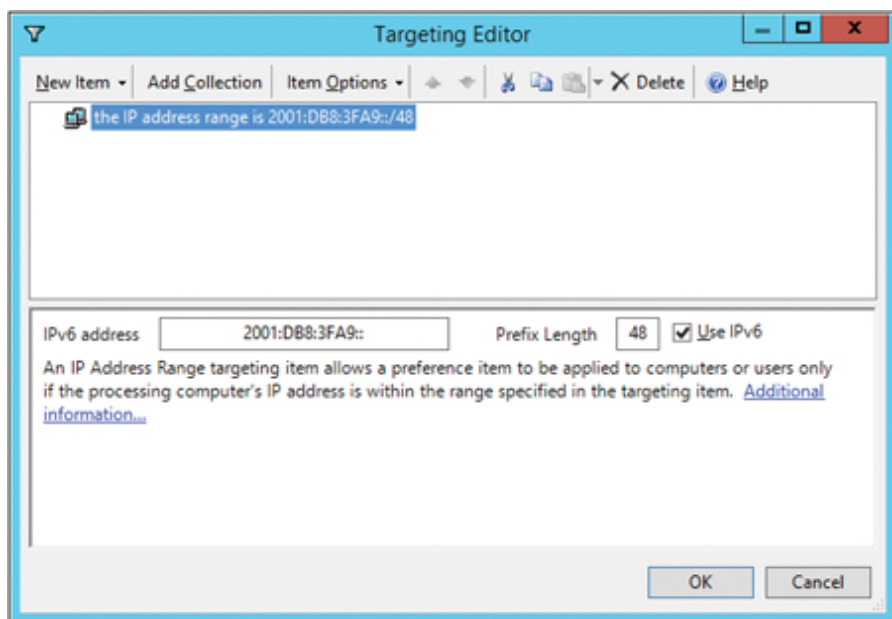 Targeting Editor
New Item Add Collection Item Options Delete Help
the IP address range is 2001:DB8:3FA9::/48
IPv6 address 2001:DB8:3FA9:: Prefix Length 48 Use IPv6
An IP Address Range targeting item allows a preference item to be applied to computers or users only
if the processing computer's IP address is within the range specified in the targeting item. Additional
information...
OK Cancel